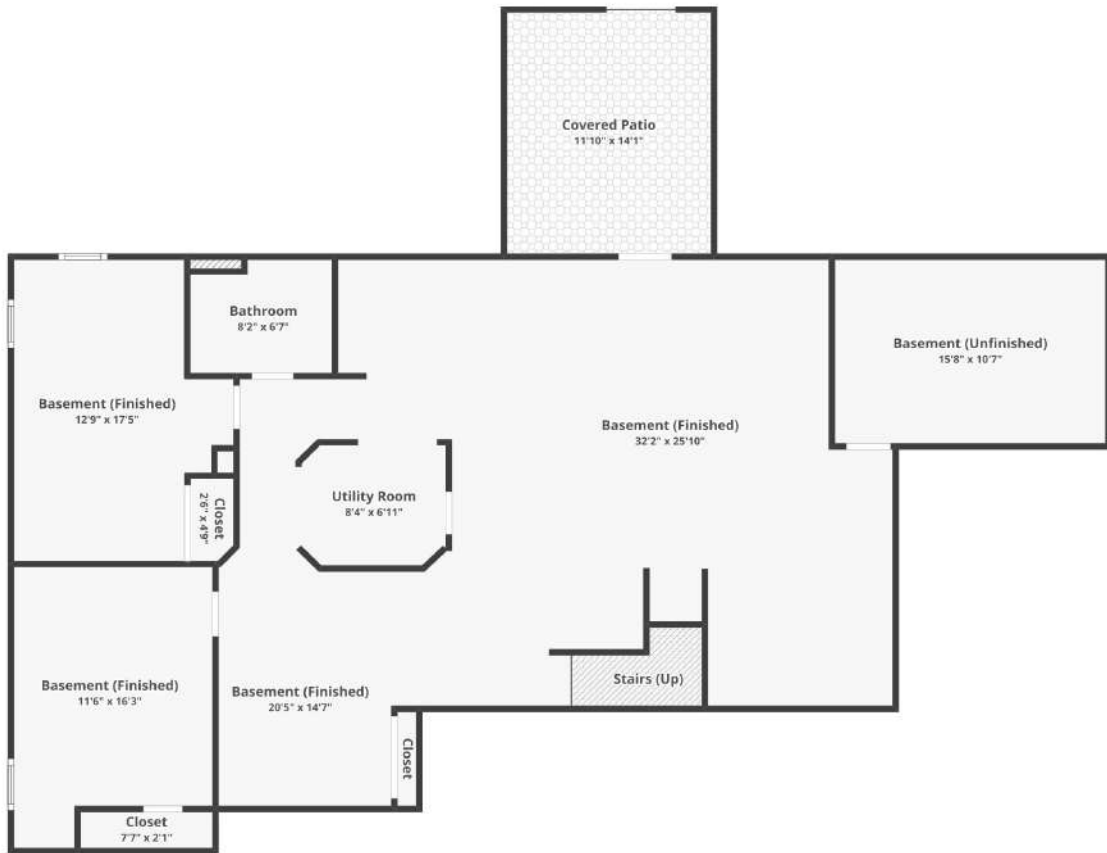 Covered Patio
11'10" x 14'1"
Bathroom
8'2" x 6'7"
Basement (Unfinished)
15'8" x 10'7"
Basement (Finished)
12'9" x 17'5"
Basement (Finished)
32'2" x 25'10"
Utility Room
8'4" x 6'11"
Closet
2'6" x 4'9"
Basement (Finished)
11'6" x 16'3"
Basement (Finished)
20'5" x 14'7"
Stairs (Up)
Closet
Closet
7'7" x 2'1"